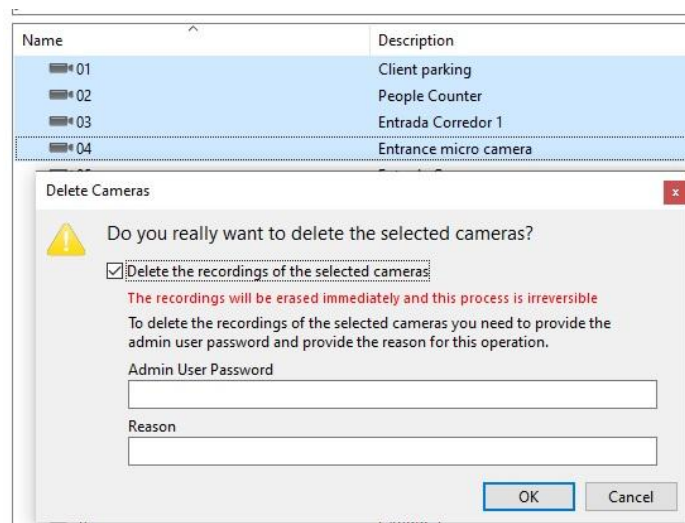 Name Description
01 Client parking
02 People Counter
03 Entrada Corredor 1
04 Entrance micro camera
Delete Cameras
x
Do you really want to delete the selected cameras?
Delete the recordings of the selected cameras
The recordings will be erased immediately and this process is irreversible
To delete the recordings of the selected cameras you need to provide the
admin user password and provide the reason for this operation.
Admin User Password
Reason
OK Cancel